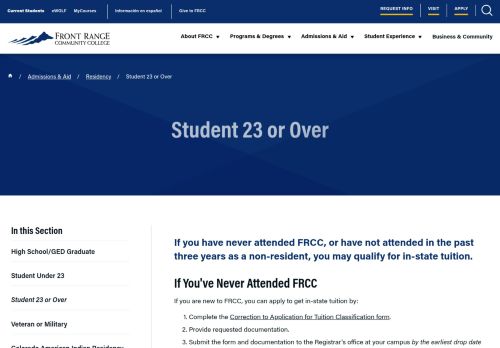 Current Students eWOLF MyCourses Información en español Give to FRCC REQUEST INFO VISIT APPLY
FRONT RANGE
COMMUNITY COLLEGE
About FRCC Programs & Degrees Admissions & Aid Student Experience Business & Community
/ Admissions & Aid / Residency / Student 23 or Over
Student 23 or Over
In this Section
High School/GED Graduate
Student Under 23
Student 23 or Over
Veteran or Military
Colorado American Indian Residency
If you have never attended FRCC, or have not attended in the past
three years as a non-resident, you may qualify for in-state tuition.
If You've Never Attended FRCC
If you are new to FRCC, you can apply to get in-state tuition by:
1. Complete the Correction to Application for Tuition Classification form.
2. Provide requested documentation.
3. Submit the form and documentation to the Registrar's office at your campus by the earliest drop date